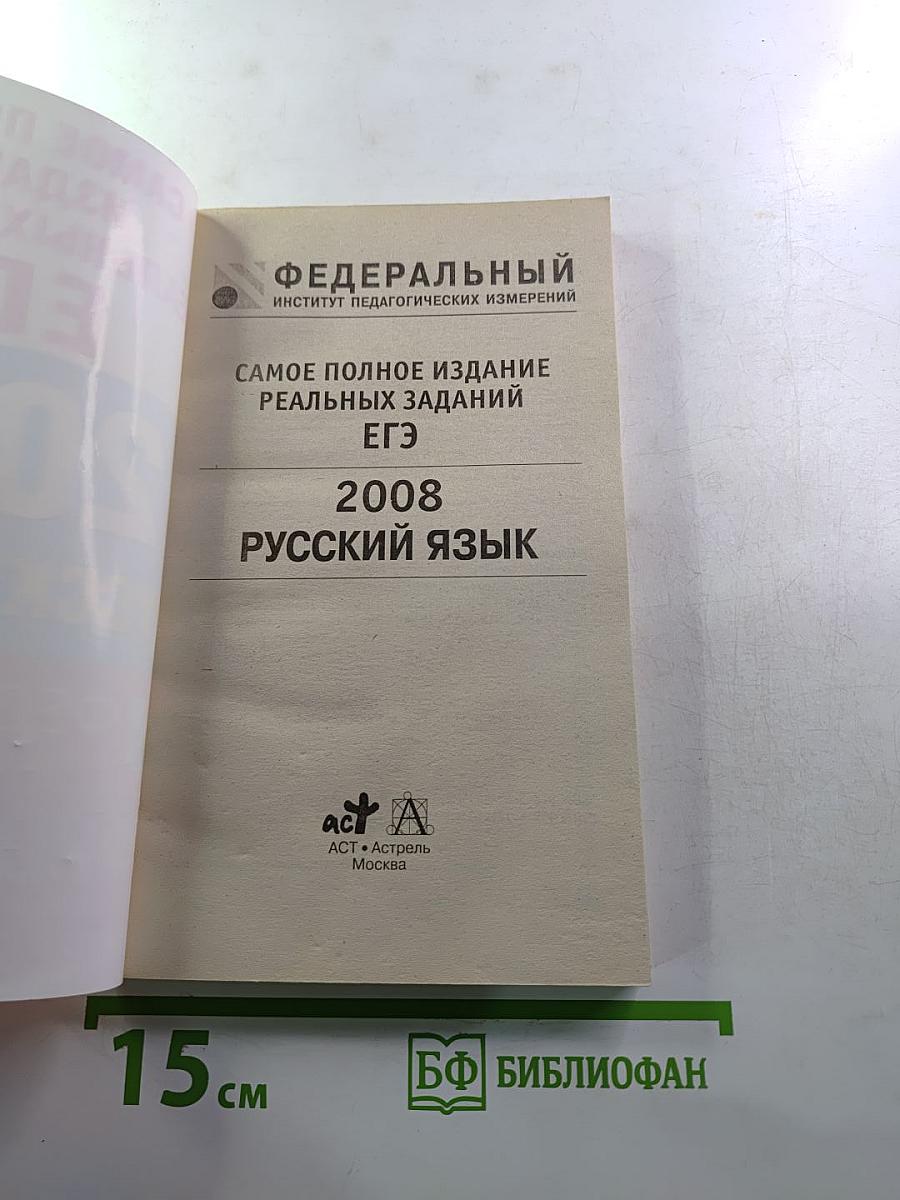 ФЕДЕРАЛЬНЫЙ
ИНСТИТУТ ПЕДАГОГИЧЕСКИХ ИЗМЕРЕНИЙ
САМОЕ ПОЛНОЕ ИЗДАНИЕ
РЕАЛЬНЫХ ЗАДАНИЙ
ЕГЭ
2008
РУССКИЙ ЯЗЫК
аст А
АСТ • Астрель
Москва
15 см
БФ БИБЛИОФАН